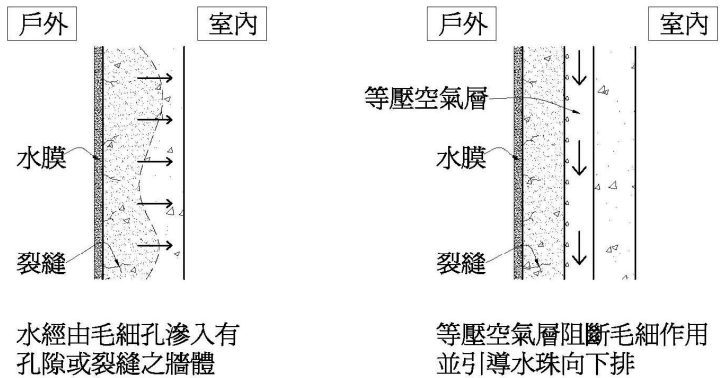 戶外
室內
水膜
裂縫
水經由毛細孔滲入有
孔隙或裂縫之牆體
戶外
室內
等壓空氣層
水膜
裂縫
等壓空氣層阻斷毛細作用
並引導水珠向下排